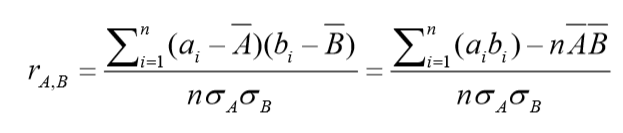 r_{A,B} = \frac{\sum_{i=1}^{n}(a_i - \overline{A})(b_i - \overline{B})}{n\sigma_A\sigma_B} = \frac{\sum_{i=1}^{n}(a_i b_i) - n\overline{A}\overline{B}}{n\sigma_A\sigma_B}